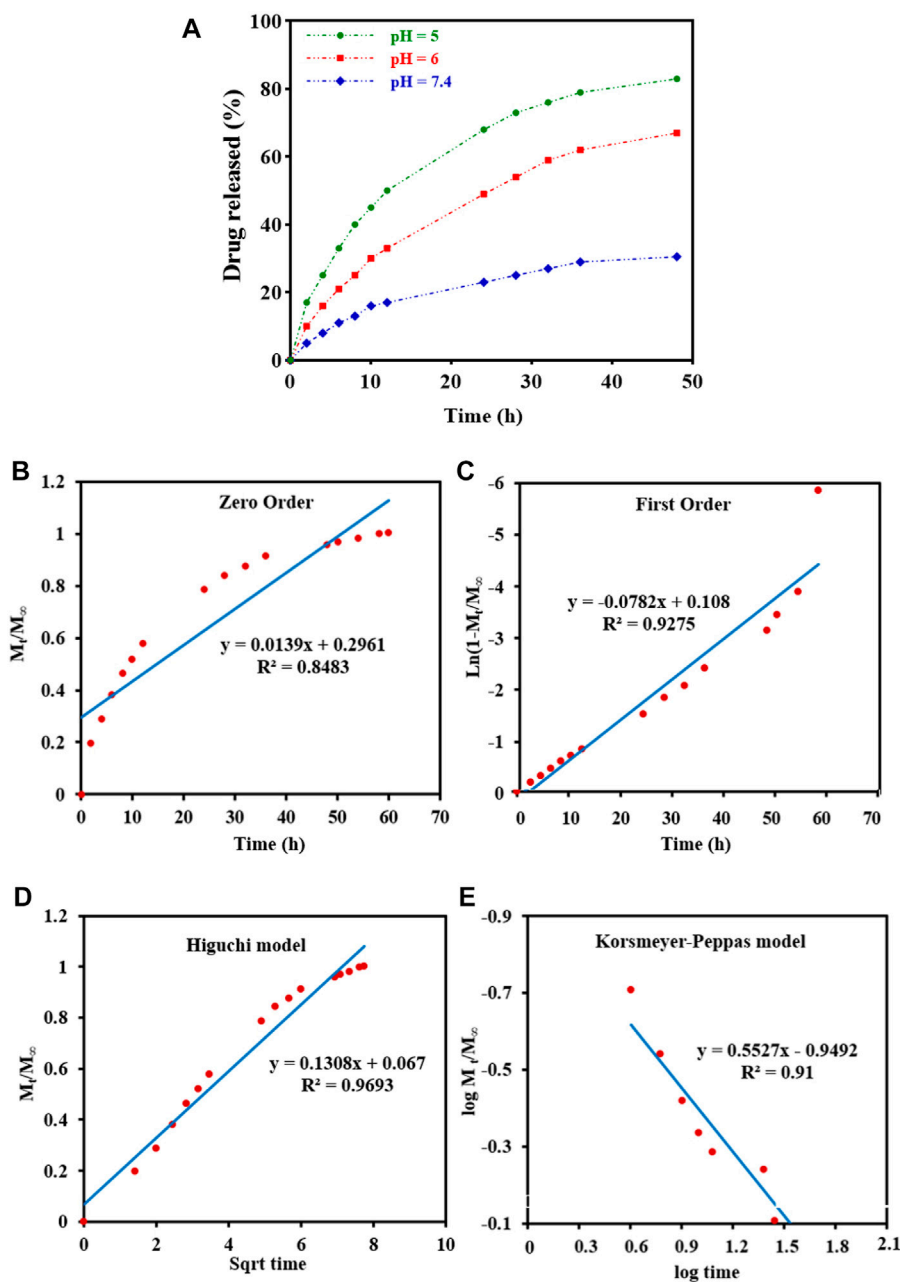 A
100
80
60
40
20
0
Drug released (%)
pH = 5
pH = 6
pH = 7.4
0 10 20 30 40 50
Time (h)
B
1.2
1
0.8
0.6
0.4
0.2
0
Mₜ/M∞
Zero Order
y = 0.0139x + 0.2961
R² = 0.8483
0 10 20 30 40 50 60 70
Time (h)
C
-6
-5
-4
-3
-2
-1
0
Ln(1-Mₜ/M∞
First Order
y = -0.0782x + 0.108
R² = 0.9275
0 10 20 30 40 50 60 70
Time (h)
D
1.2
1
0.8
0.6
0.4
0.2
0
Mₜ/M∞
Higuchi model
y = 0.1308x + 0.067
R² = 0.9693
0 2 4 6 8 10
Sqrt time
E
-0.9
-0.7
-0.5
-0.3
-0.1
log M ₜ/M∞
Korsmeyer-Peppas model
y = 0.5527x - 0.9492
R² = 0.91
0 0.3 0.6 0.9 1.2 1.5 1.8 2.1
log time